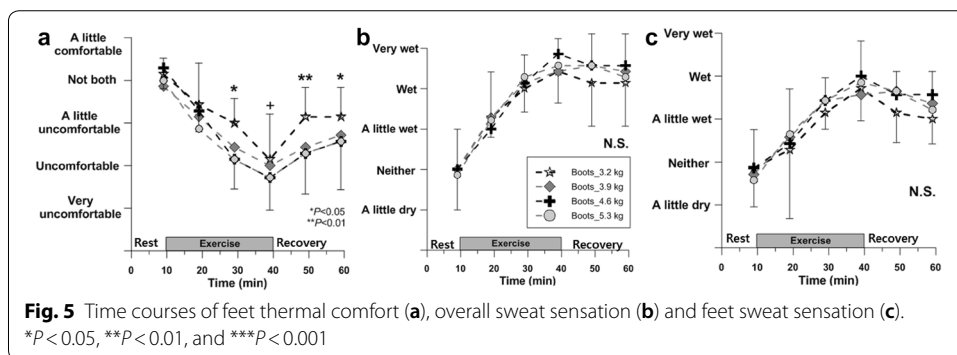 a
A little
comfortable
Not both
A little
uncomfortable
Uncomfortable
Very
uncomfortable
*
+
**
*
*P<0.05
**P<0.01
Rest Exercise Recovery
0 10 20 30 40 50 60
Time (min)
b
Very wet
Wet
A little wet
Neither
A little dry
N.S.
Boots_3.2 kg
Boots_3.9 kg
Boots_4.6 kg
Boots_5.3 kg
Rest Exercise Recovery
0 10 20 30 40 50 60
Time (min)
c
Very wet
Wet
A little wet
Neither
A little dry
N.S.
Rest Exercise Recovery
0 10 20 30 40 50 60
Time (min)
Fig. 5 Time courses of feet thermal comfort (a), overall sweat sensation (b) and feet sweat sensation (c).
*P < 0.05, **P < 0.01, and ***P < 0.001